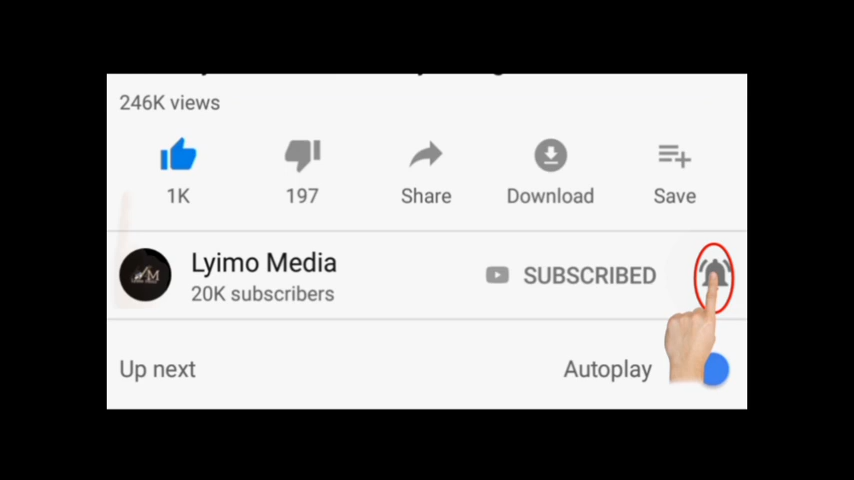 246K views
1K 197 Share Download Save
Lyimo Media SUBSCRIBED
20K subscribers
Up next Autoplay